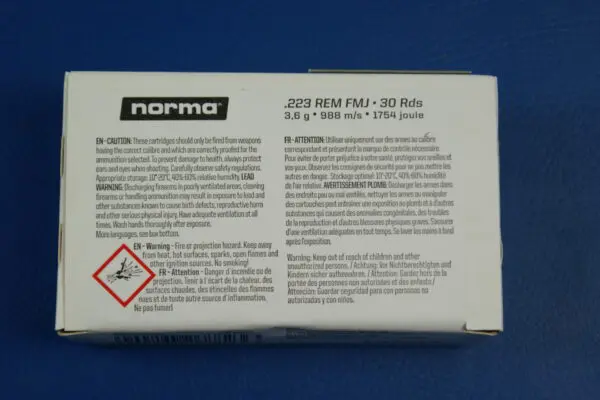 norma
.223 REM FMJ • 30 Rds
3,6 g • 988 m/s • 1754 joule
EN - CAUTION: These cartridges should only be fired from weapons
having the correct calibre and which are correctly proofed for the
ammunition selected. To prevent damage to health, always protect
ears and eyes when shooting. Carefully observe safety regulations.
Appropriate storage: 10°-20°C, 40%-60% relative humidity. LEAD
WARNING: Discharging firearms in poorly ventilated areas, cleaning
firearms or handling ammunition may result in exposure to lead and
other substances known to cause birth defects, reproductive harm
and other serious physical injury. Have adequate ventilation at all
times. Wash hands thoroughly after exposure.
More languages, see box bottom.
EN - Warning - Fire or projection hazard. Keep away
from heat, hot surfaces, sparks, open flames and
other ignition sources. No smoking!
FR - Attention - Danger d'incendie ou de
projection. Tenir à l'écart de la chaleur, des
surfaces chaudes, des étincelles des flammes
nues et de toute autre source d'inflammation.
Ne pas fumer!
FR - ATTENTION: Utiliser uniquement sur des armes au calibre
correspondant et présentant la marque de contrôle nécessaire.
Pour éviter de porter préjudice à votre santé, protégez vos oreilles et
vos yeux. Observer les consignes de sécurité pour ne pas mettre les
autres en danger. Stockage optimal: 10°-20°C, 40%-60% humidité
de l'air relative. AVERTISSEMENT PLOMB: Décharger les armes dans
des endroits pas ou mal ventilés, nettoyer les armes ou manipuler
des cartouches peut entraîner une exposition au plomb et à d'autres
substances qui causent des anomalies congénitales, des troubles
de la reproduction et d'autres blessures physiques graves. S'assurer
d'une ventilation adéquates en tout temps. Se laver les mains à fond
après l'exposition.
Warning: Keep out of reach of children and other
unauthorized persons. / Achtung: Vor Nichtberechtigten und
Kindern sicher aufbewahren. / Attention: Garder hors de la
portée des personnes non autorisées et des enfants /
Attención: Guardar seguridad para con personas no
autorizadas y con niños.